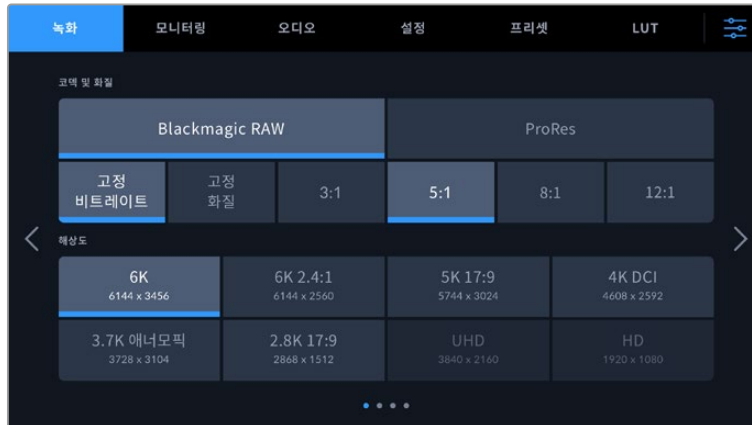 녹화 모니터링 오디오 설정 프리셋 LUT
코덱 및 화질
Blackmagic RAW ProRes
고정 비트레이트 고정 화질 3:1 5:1 8:1 12:1
해상도
6K 6K 2.4:1 5K 17:9 4K DCI
6144 x 3456 6144 x 2560 5744 x 3024 4608 x 2592
3.7K 애너모픽 2.8K 17:9 UHD HD
3728 x 3104 2868 x 1512 3840 x 2160 1920 x 1080